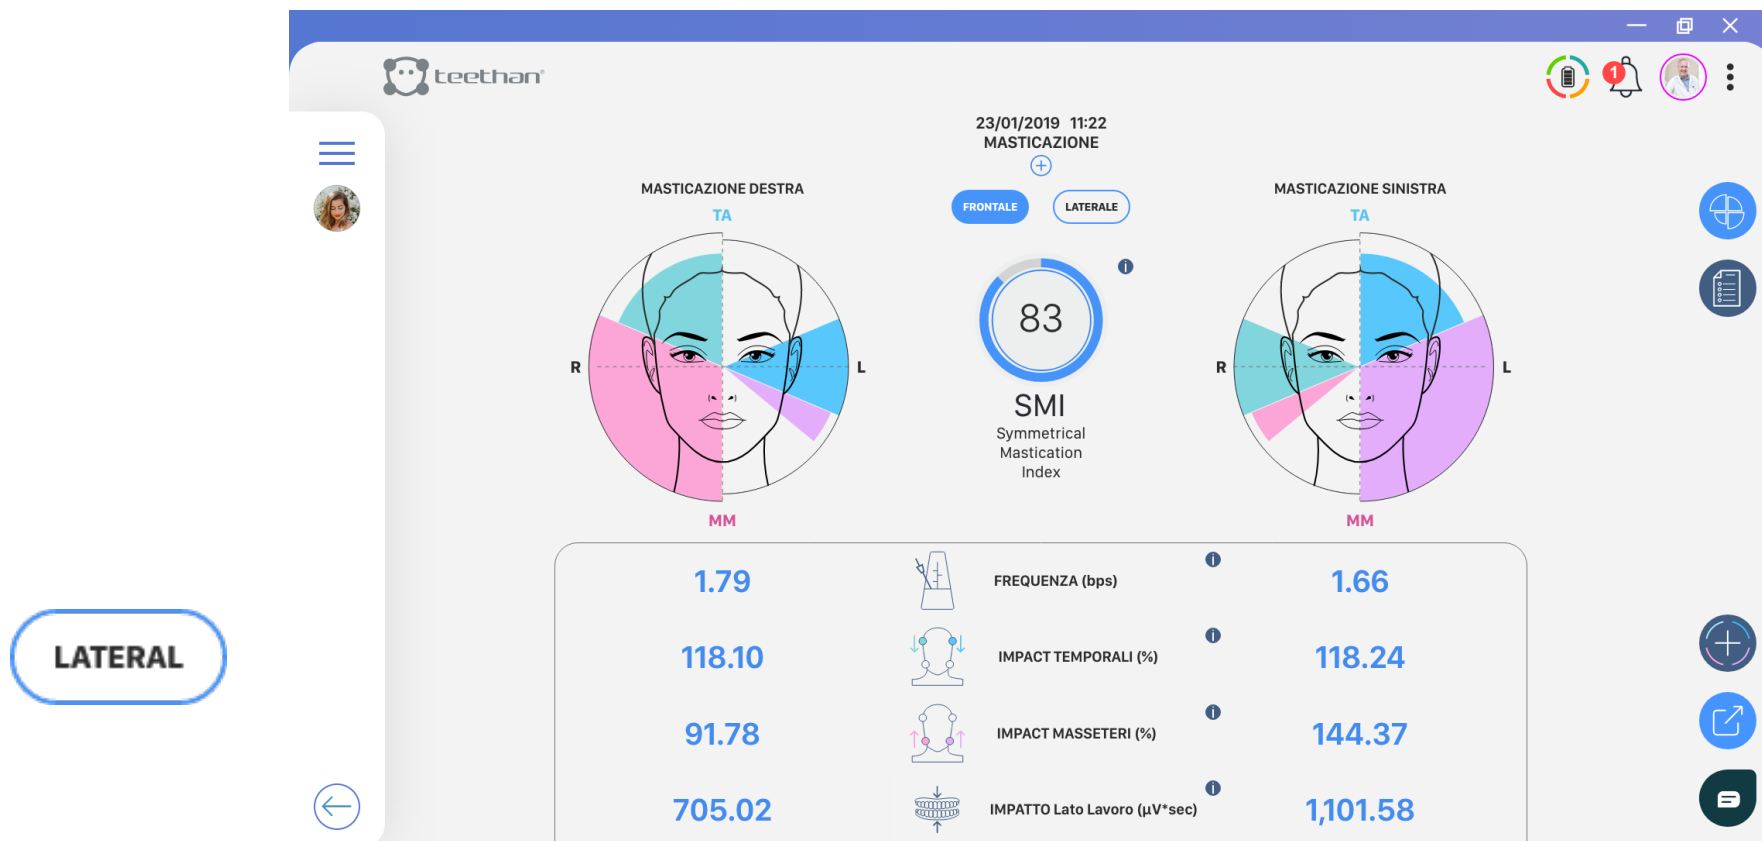 teethan®
1
23/01/2019 11:22
MASTICAZIONE
MASTICAZIONE DESTRA
MASTICAZIONE SINISTRA
FRONTALE
LATERALE
TA
TA
R
L
83
R
L
SMI
Symmetrical
Mastication
Index
MM
MM
1.79
FREQUENZA (bps)
1.66
LATERAL
118.10
IMPACT TEMPORALI (%)
118.24
91.78
IMPACT MASSETERI (%)
144.37
705.02
IMPATTO Lato Lavoro (µV*sec)
1,101.58